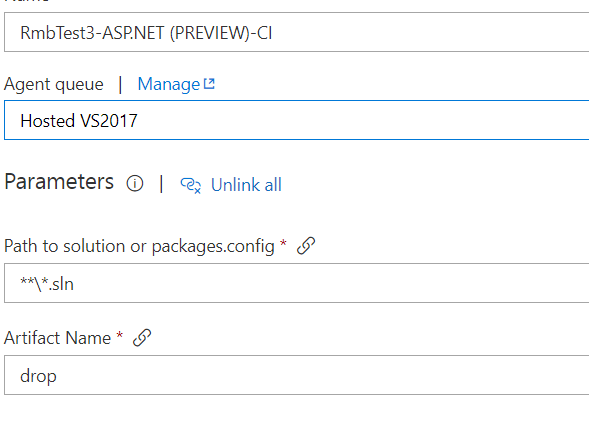 Name
RmbTest3-ASP.NET (PREVIEW)-CI
Agent queue | Manage
Hosted VS2017
Parameters | Unlink all
Path to solution or packages.config *
**\*.sln
Artifact Name *
drop